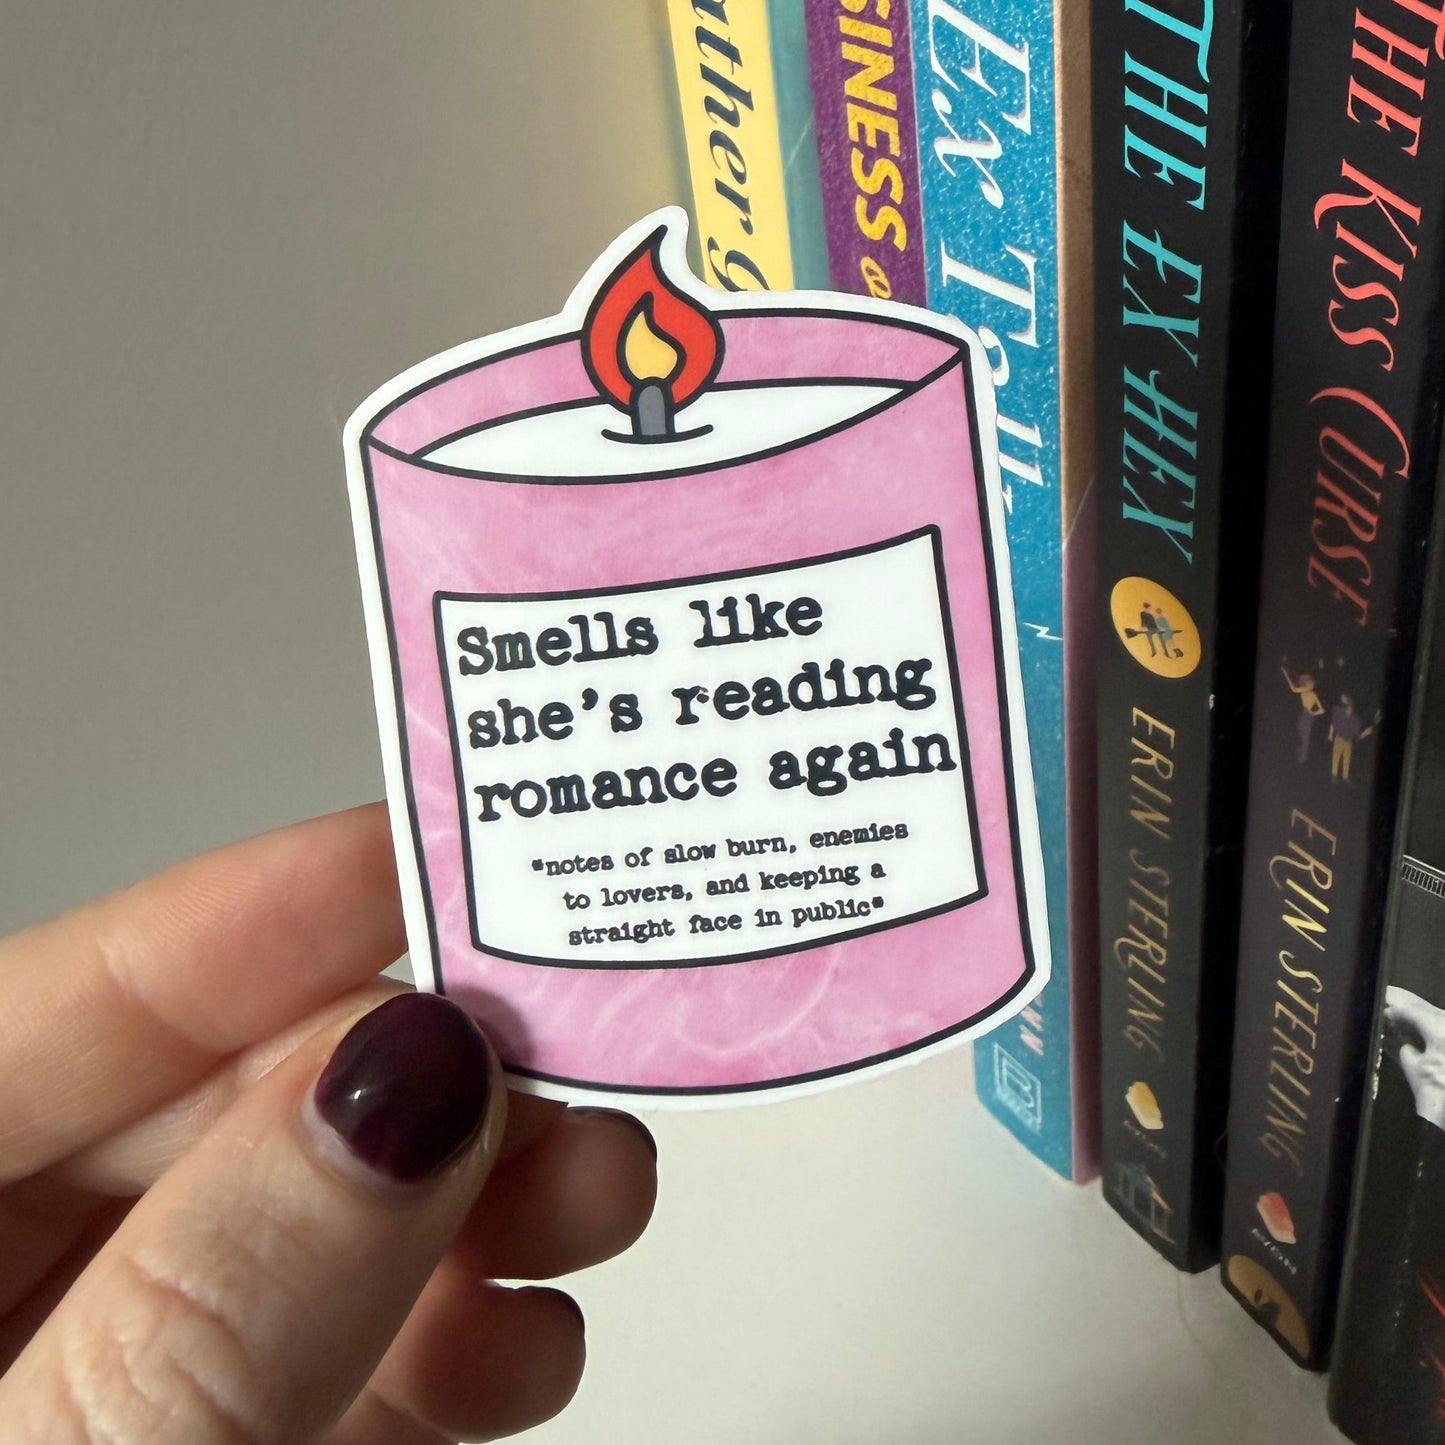 Smells like
she's reading
romance again
*notes of slow burn, enemies
to lovers, and keeping a
straight face in public*
THE EX HEX
ERIN STERLING
THE KISS CURSE
ERIN STERLING